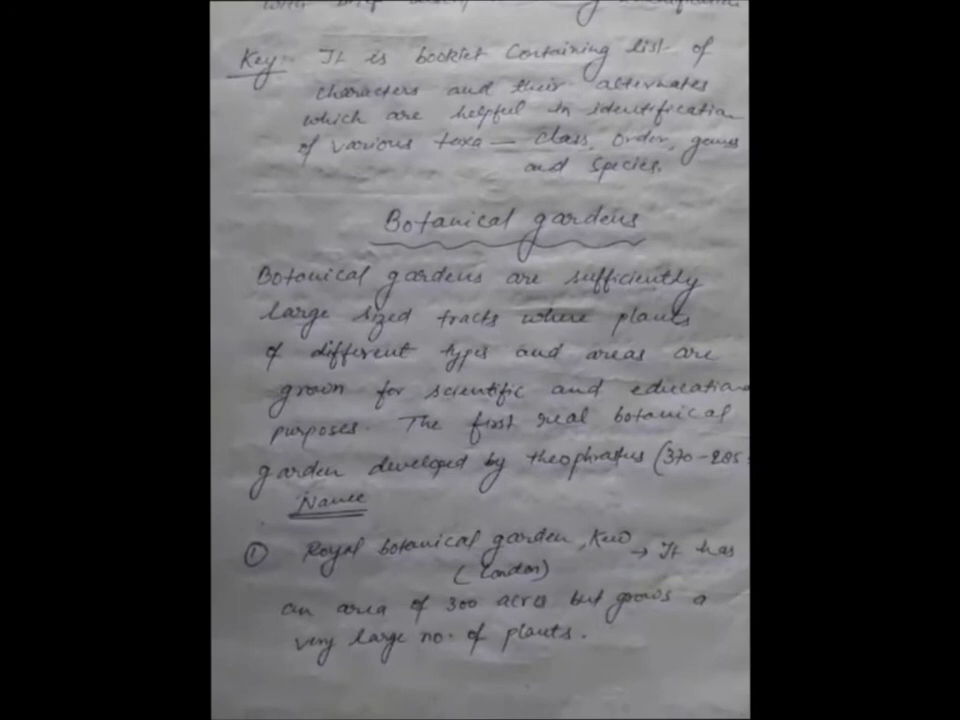 with brief
Key:- It is booklet Containing list of
characters and their alternates
which are helpful in identification
of various taxa — Class, Order, genus
and Species.
Botanical gardens
Botanical gardens are sufficiently
large sized tracts where plants
of different types and areas are
grown for scientific and education
purposes. The first real botanical
garden developed by theophrastus (370-285
Name
① Royal botanical garden, Kew → It has
(London)
an area of 300 acres but grows a
very large no. of plants.